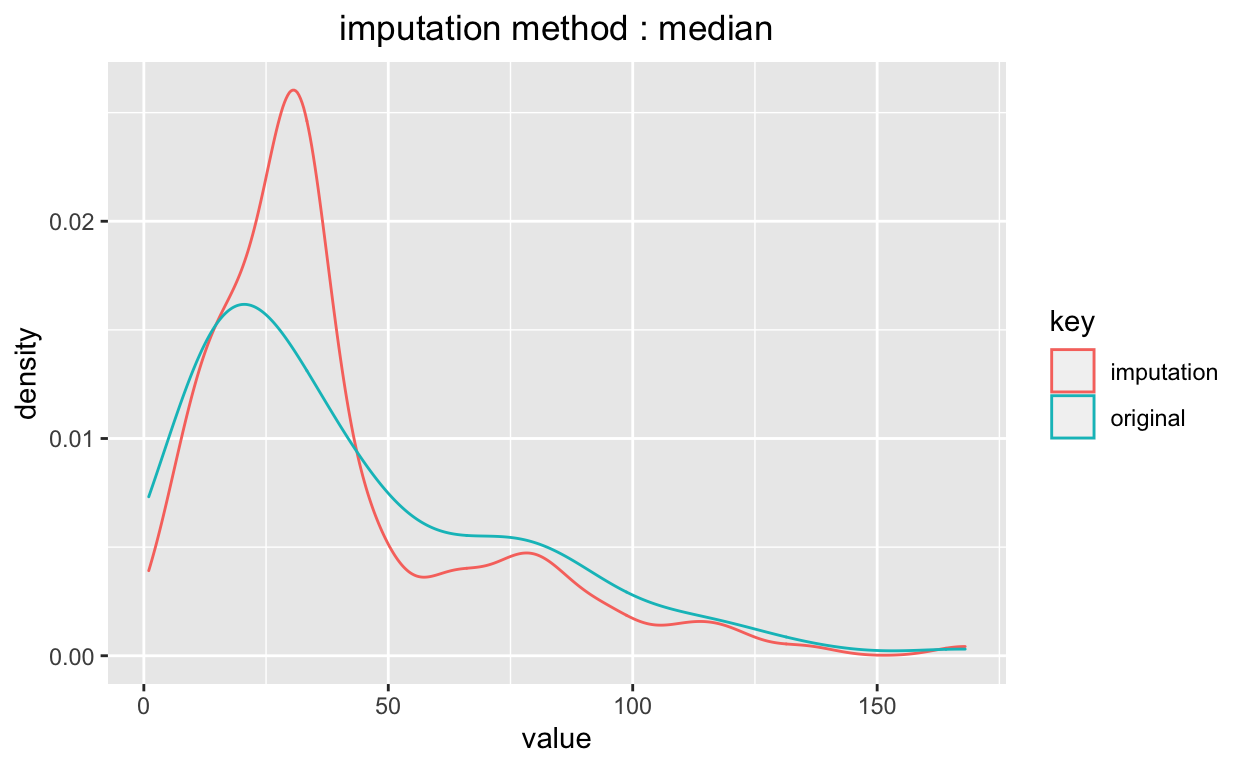 imputation method : median
density
0.02
0.01
0.00
0
50
100
150
value
key
imputation
original